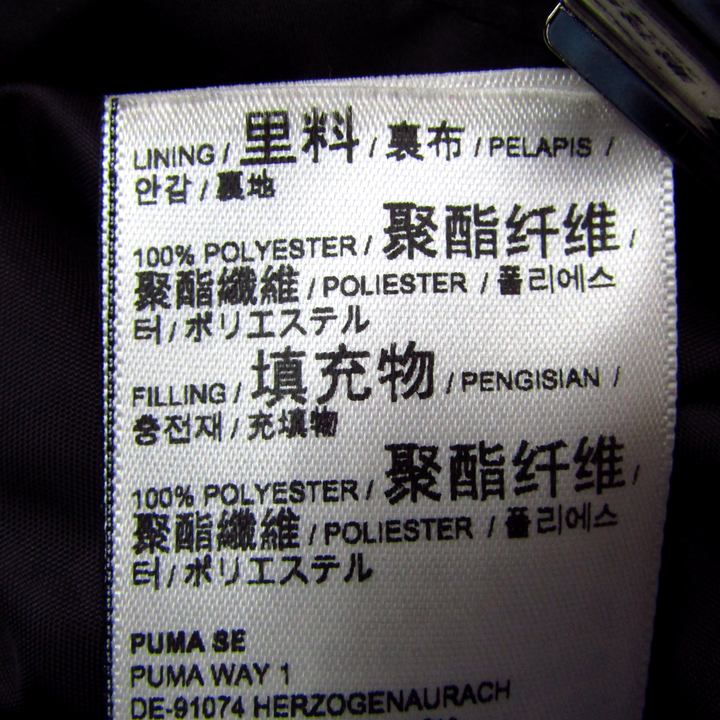 LINING / 里料 / 裏布 / PELAPIS /
안감 / 裏地
100% POLYESTER / 聚酯纤维 /
聚酯纖維 / POLIESTER / 폴리에스
터 / ポリエステル
FILLING / 填充物 / PENGISIAN /
충전재 / 充填物
100% POLYESTER / 聚酯纤维 /
聚酯纖維 / POLIESTER / 폴리에스
터 / ポリエステル
PUMA SE
PUMA WAY 1
DE-91074 HERZOGENAURACH